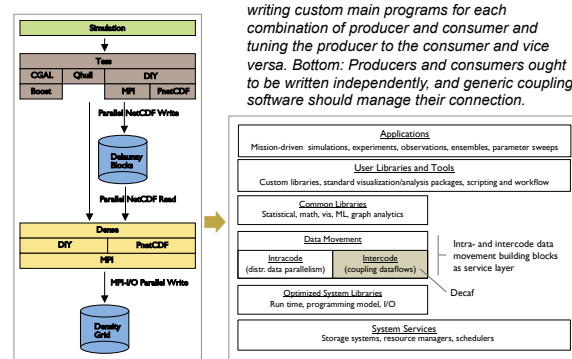 writing custom main programs for each
combination of producer and consumer and
tuning the producer to the consumer and vice
versa. Bottom: Producers and consumers ought
to be written independently, and generic coupling
software should manage their connection.
Simulation
Tess
CGAL Qhull DIY
Boost MPI PnetCDF
Parallel NetCDF Write
Delaunay
Blocks
Parallel NetCDF Read
Dense
DIY PnetCDF
MPI
MPI-I/O Parallel Write
Density
Grid
Applications
Mission-driven simulations, experiments, observations, ensembles, parameter sweeps
User Libraries and Tools
Custom libraries, standard visualization/analysis packages, scripting and workflow
Common Libraries
Statistical, math, vis, ML, graph analytics
Data Movement
Intracode
(distr. data parallelism)
Intercode
(coupling dataflows)
Intra- and intercode data
movement building blocks
as service layer
Decaf
Optimized System Libraries
Run time, programming model, I/O
System Services
Storage systems, resource managers, schedulers